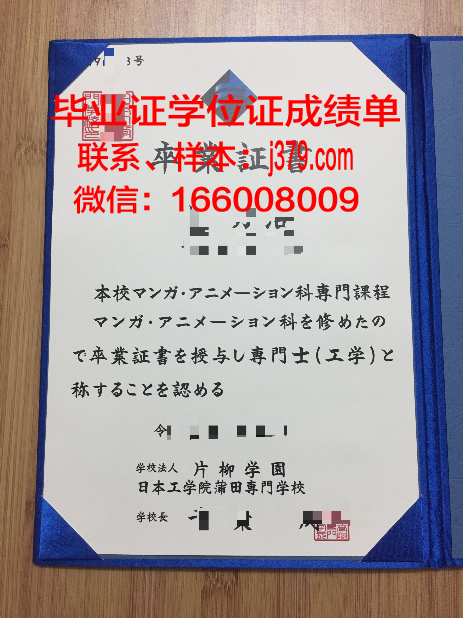 号
毕业证学位证成绩单
卒業証書
联系、样本:j379.com
微信：166008009
本校マンガ・アニメーション科専門課程
マンガ・アニメーション科を修めたの
で卒業証書を授与し専門士(工学)と
称することを認める
令
学校法人 片柳学園
日本工学院蒲田専門学校
学校長